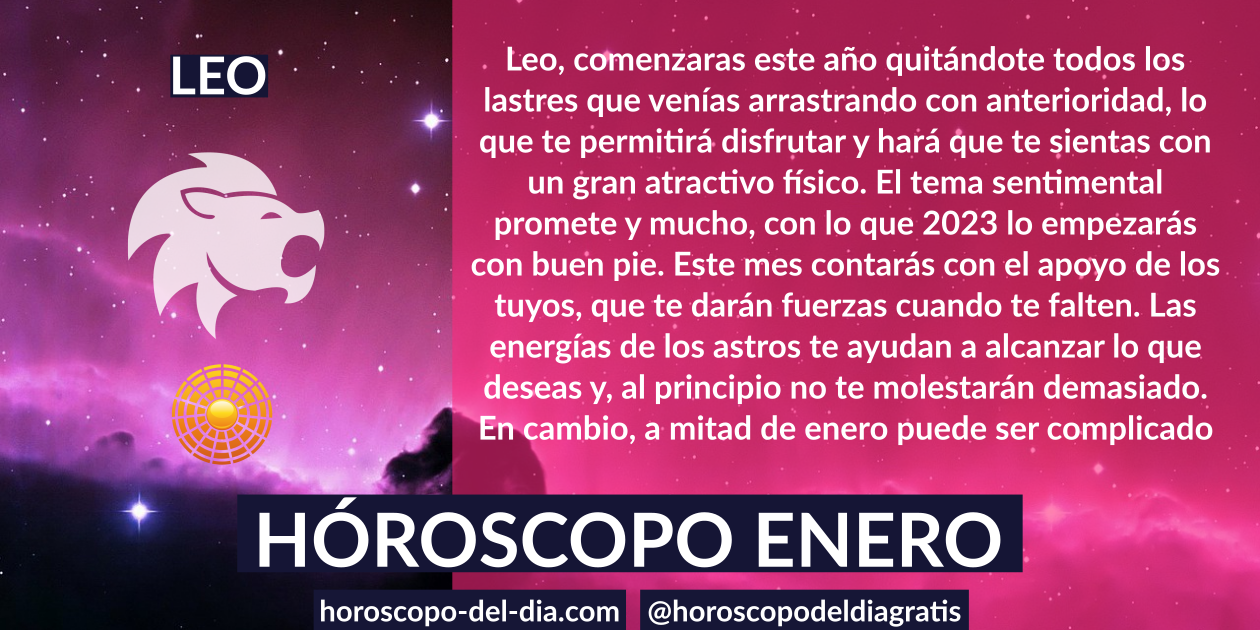 LEO
Leo, comenzaras este año quitándote todos los
lastres que venías arrastrando con anterioridad, lo
que te permitirá disfrutar y hará que te sientas con
un gran atractivo físico. El tema sentimental
promete y mucho, con lo que 2023 lo empezarás
con buen pie. Este mes contarás con el apoyo de los
tuyos, que te darán fuerzas cuando te falten. Las
energías de los astros te ayudan a alcanzar lo que
deseas y, al principio no te molestarán demasiado.
En cambio, a mitad de enero puede ser complicado
HÓROSCOPO ENERO
horoscopo-del-dia.com
@horoscopodeldiagratis